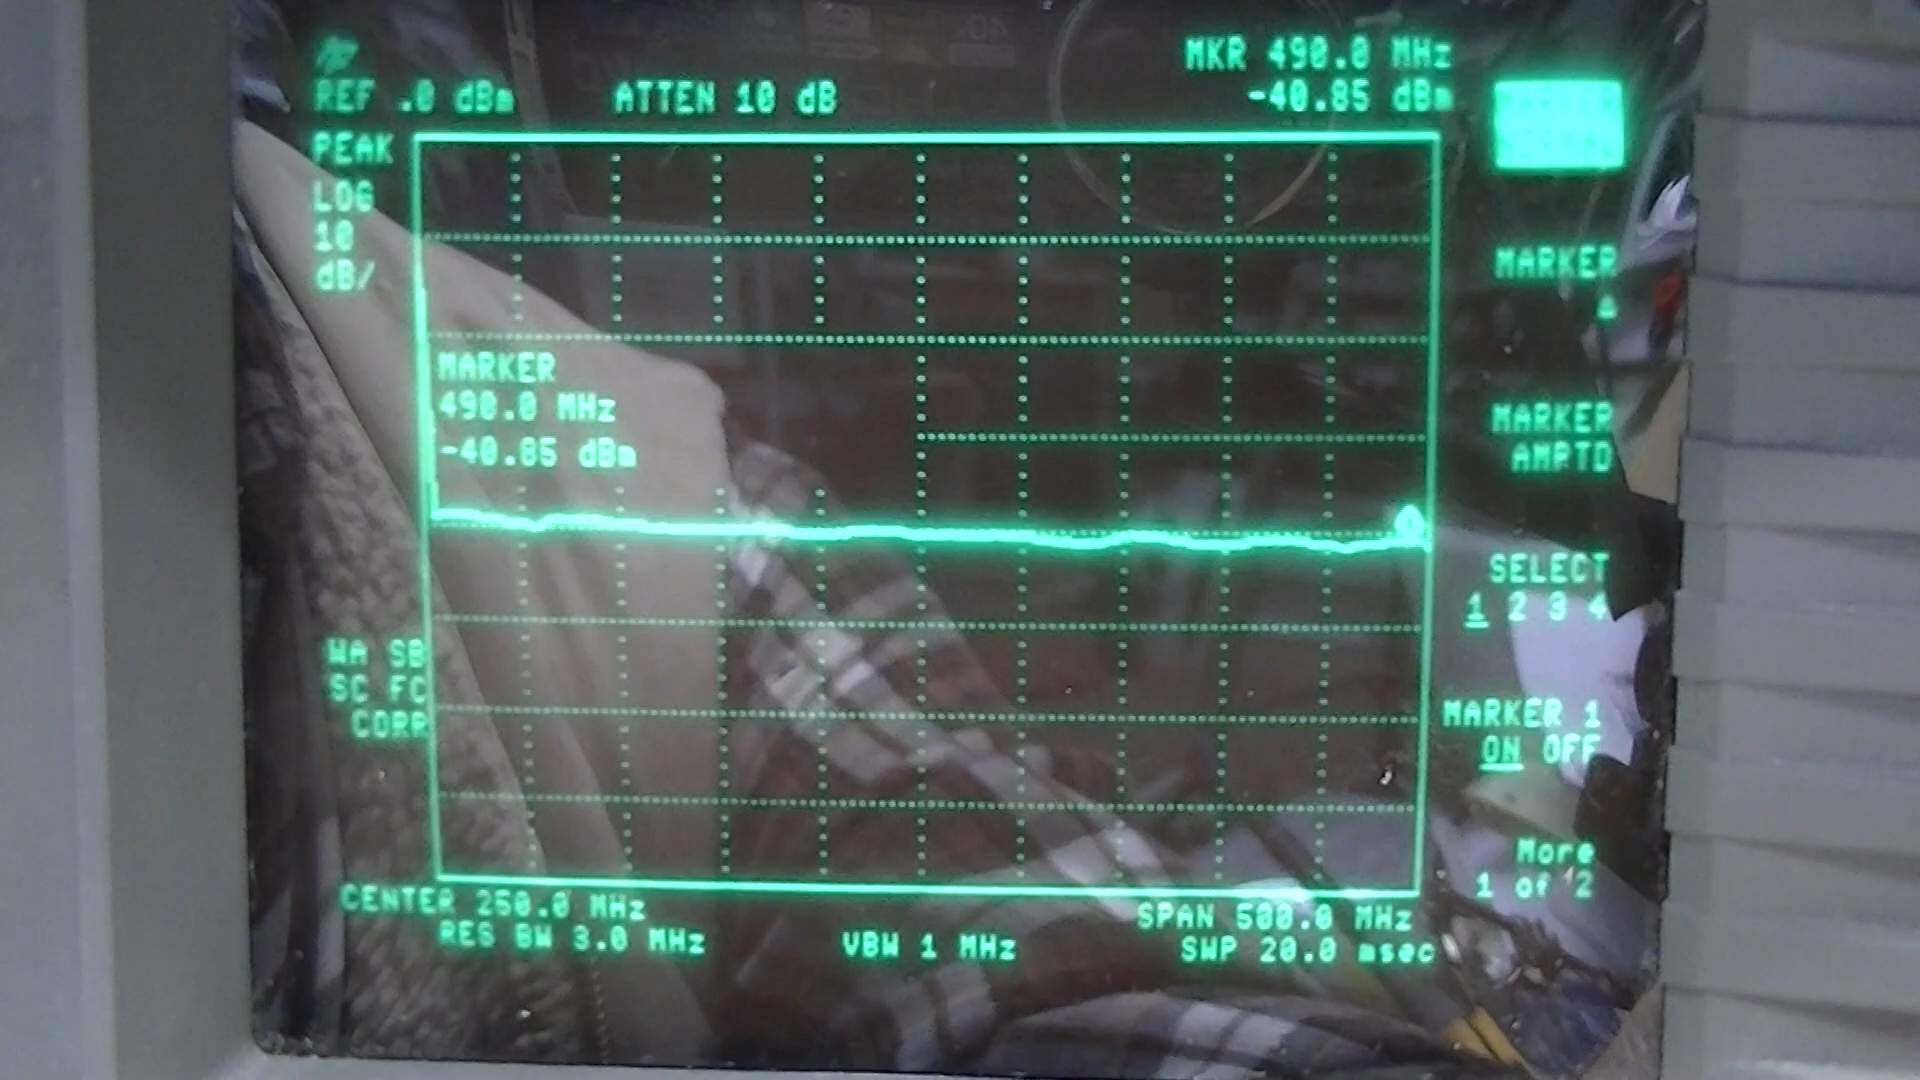 hp
REF .0 dBm ATTEN 10 dB
MKR 490.0 MHz
-40.85 dBm
PEAK
LOG
10
dB/
MARKER
490.0 MHz
-40.85 dBm
WA SB
SC FC
CORR
CENTER 250.0 MHz SPAN 500.0 MHz
RES BW 3.0 MHz VBW 1 MHz SWP 20.0 msec
MARKER
NORMAL
MARKER
Δ
MARKER
AMPTD
SELECT
1 2 3 4
MARKER 1
ON OFF
More
1 of 2